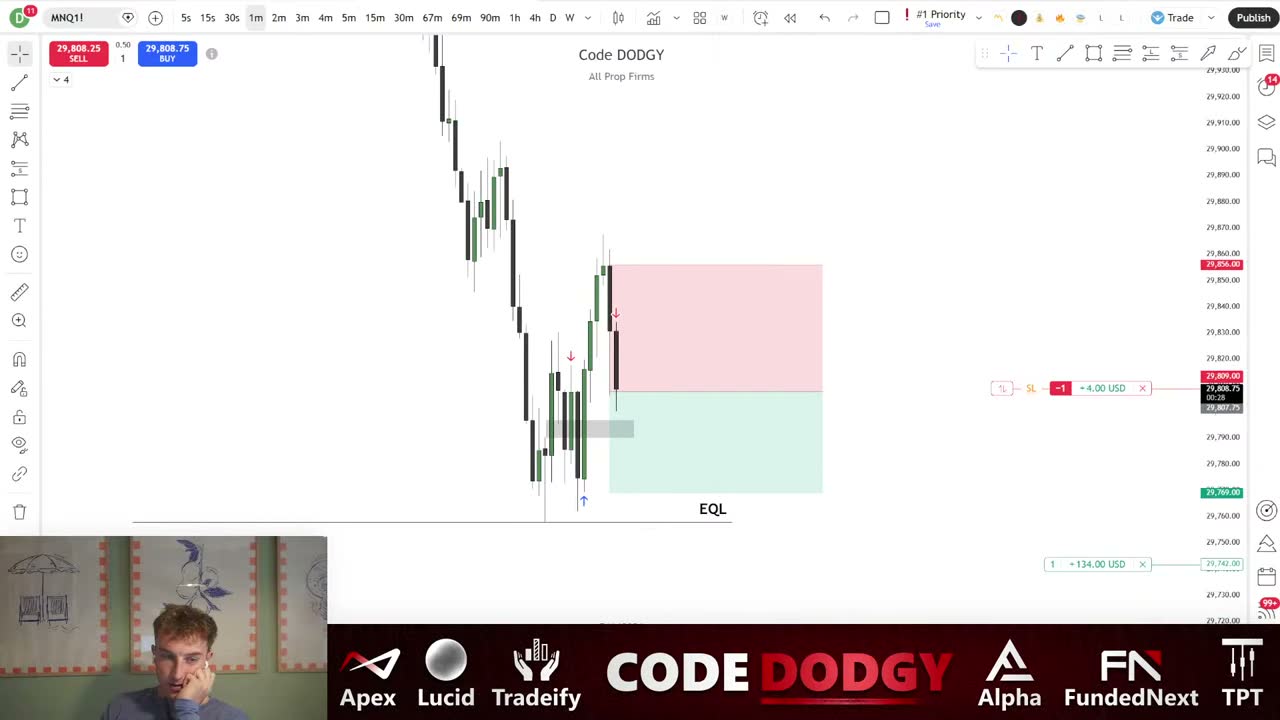 D 11 MNQ1! 5s 15s 30s 1m 2m 3m 4m 5m 15m 30m 67m 69m 90m 1h 4h D W W #1 Priority Save L L Trade Publish
29,808.25 SELL 0.50 1 29,808.75 BUY
4
Code DODGY
All Prop Firms
T L S
29,930.00
29,920.00
29,910.00
29,900.00
29,890.00
29,880.00
29,870.00
29,860.00
29,856.00
29,850.00
29,840.00
29,830.00
29,820.00
29,809.00
SL −1 +4.00 USD 29,808.75
00:28
29,807.75
29,790.00
29,780.00
29,769.00
EQL
29,760.00
29,750.00
1 +134.00 USD 29,742.00
29,730.00
29,720.00
14
99+
Apex Lucid Tradeify CODE DODGY Alpha FN FundedNext TPT